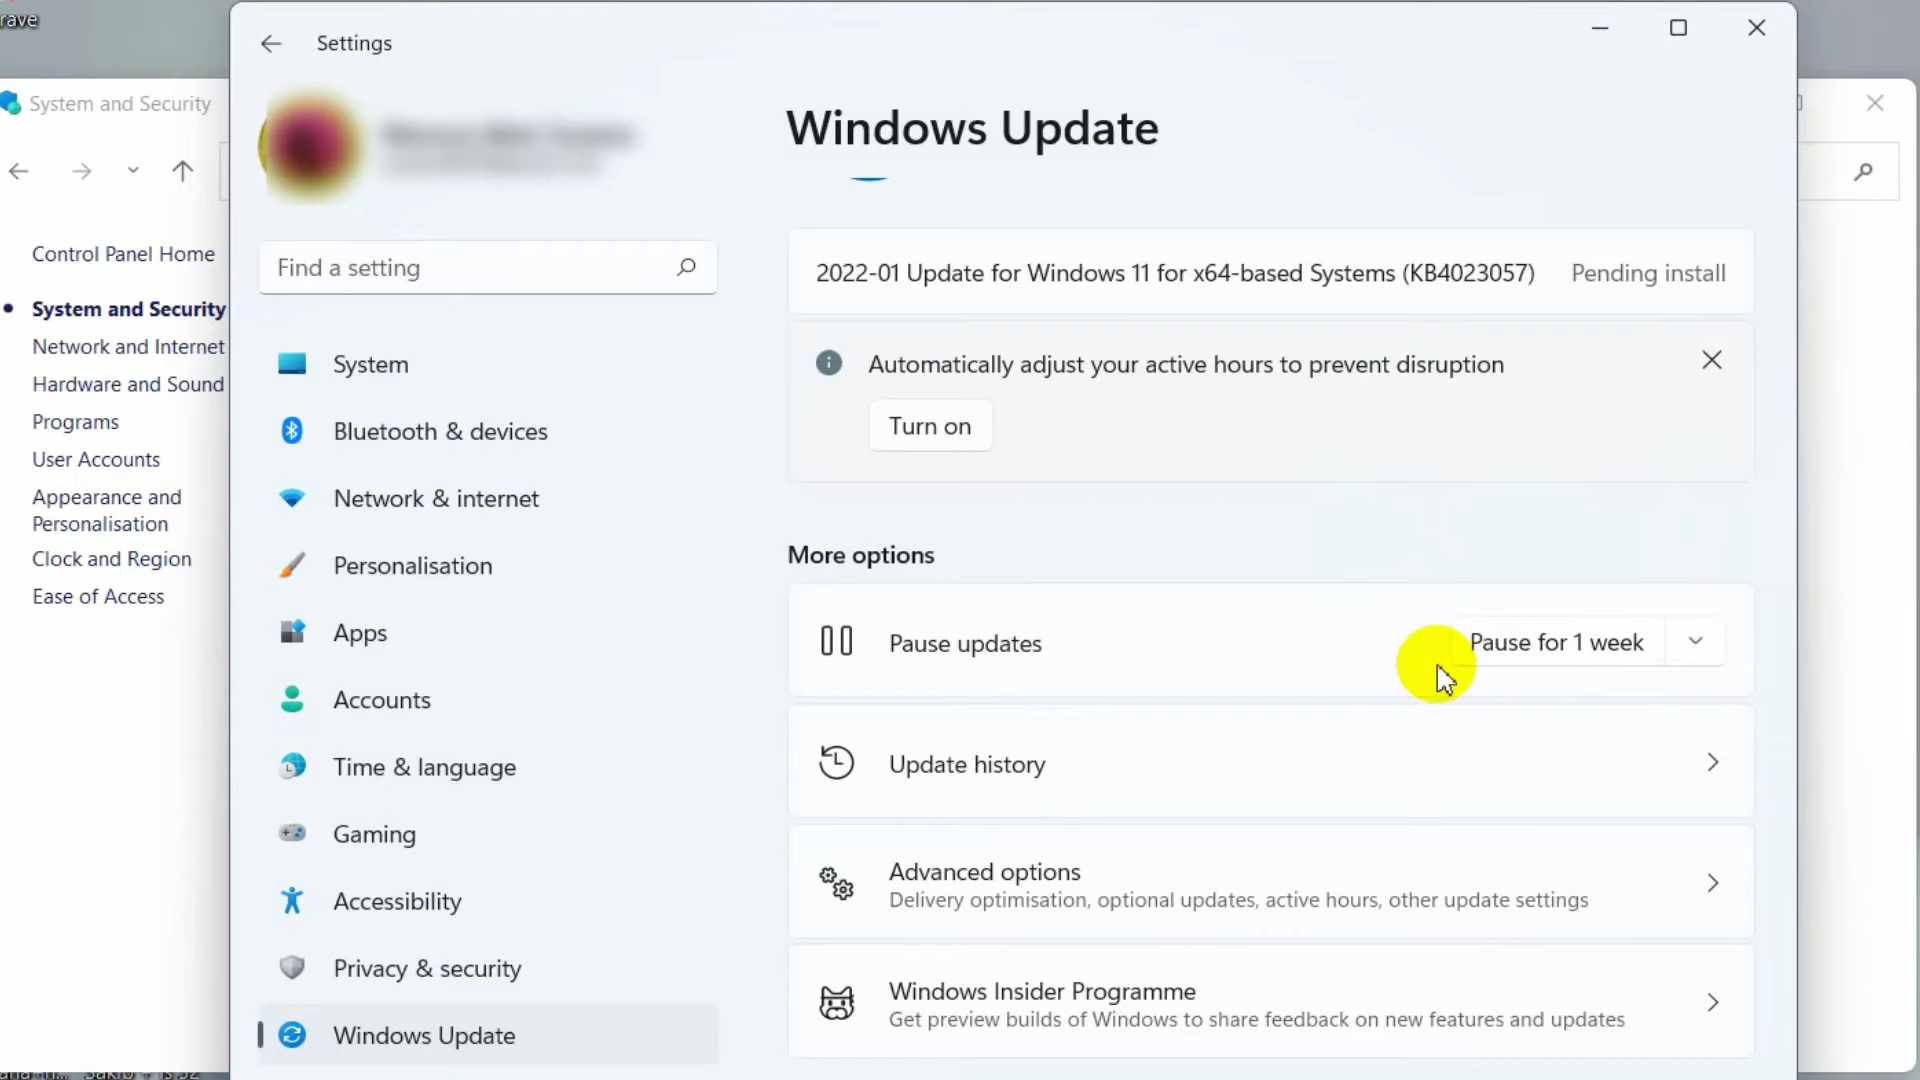 rave
Settings
System and Security
Windows Update
Control Panel Home
System and Security
Network and Internet
Hardware and Sound
Programs
User Accounts
Appearance and
Personalisation
Clock and Region
Ease of Access
Find a setting
System
Bluetooth & devices
Network & internet
Personalisation
Apps
Accounts
Time & language
Gaming
Accessibility
Privacy & security
Windows Update
2022-01 Update for Windows 11 for x64-based Systems (KB4023057) Pending install
Automatically adjust your active hours to prevent disruption
Turn on
More options
Pause updates Pause for 1 week
Update history
Advanced options
Delivery optimisation, optional updates, active hours, other update settings
Windows Insider Programme
Get preview builds of Windows to share feedback on new features and updates